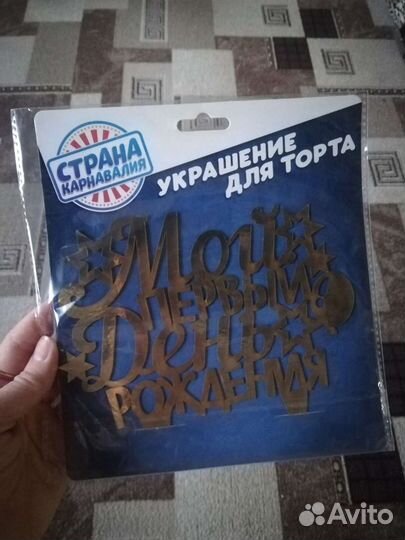 СТРАНА
КАРНАВАЛИЯ
УКРАШЕНИЕ
ДЛЯ ТОРТА
Мой
ПЕРВЫЙ
День
РОЖДЕНИЯ
Avito